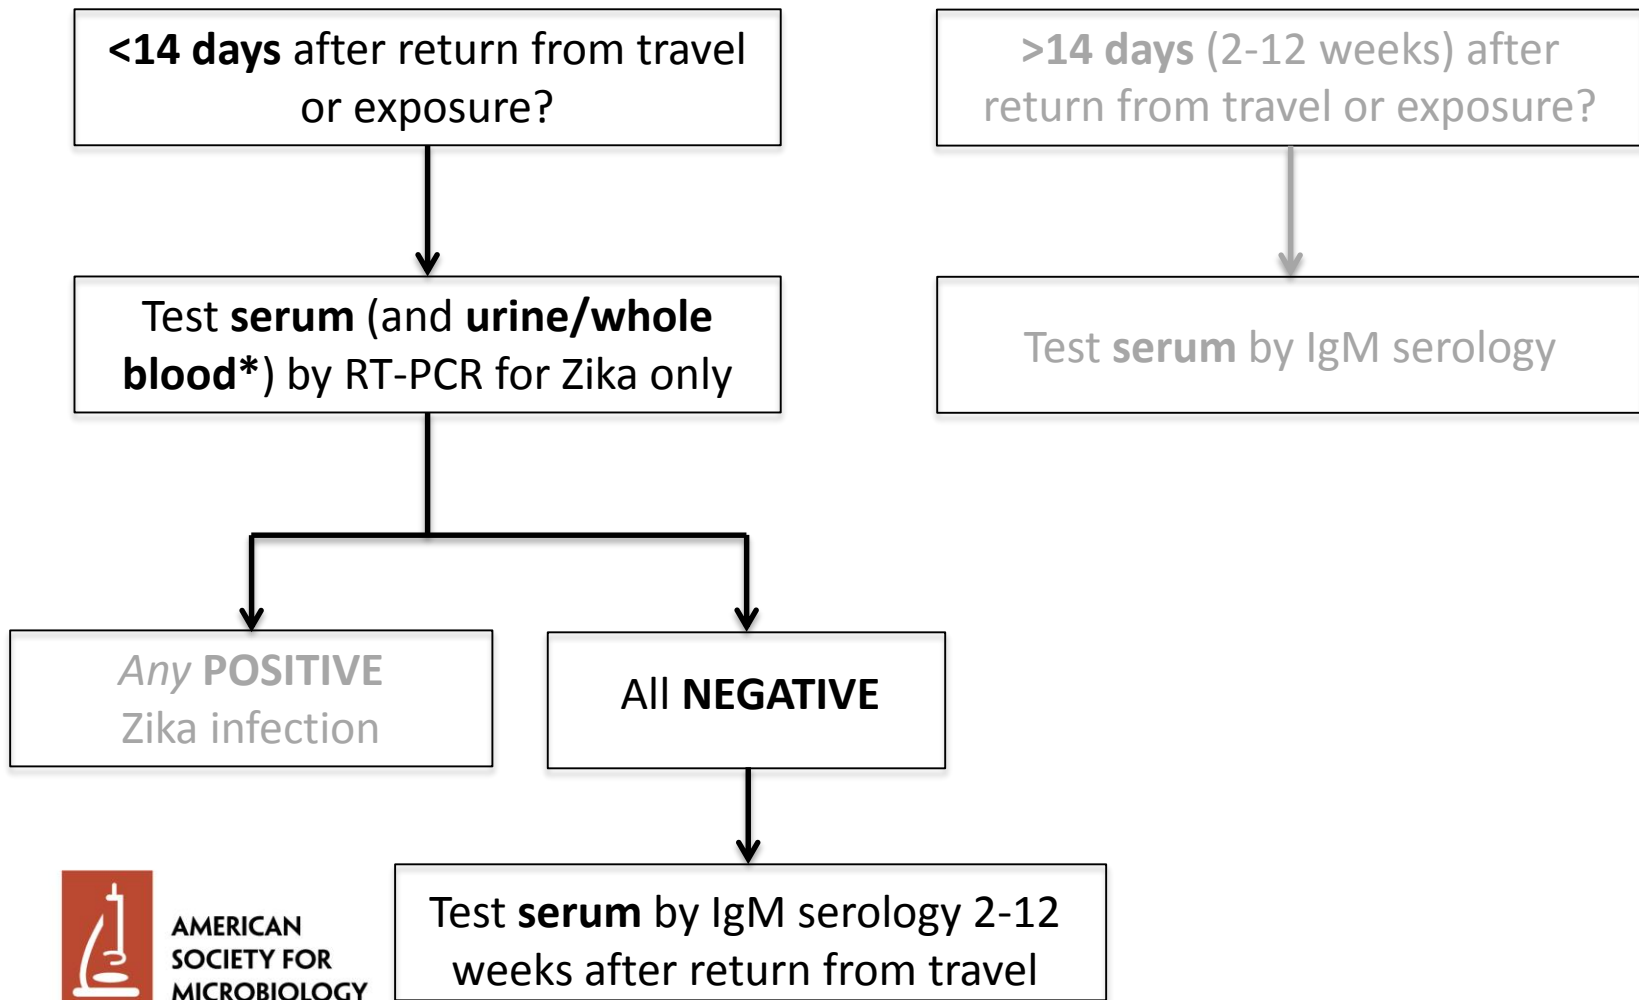 <14 days after return from travel
or exposure?
>14 days (2-12 weeks) after
return from travel or exposure?
Test serum (and urine/whole
blood*) by RT-PCR for Zika only
Test serum by IgM serology
Any POSITIVE
Zika infection
All NEGATIVE
Test serum by IgM serology 2-12
weeks after return from travel
AMERICAN
SOCIETY FOR
MICROBIOLOGY